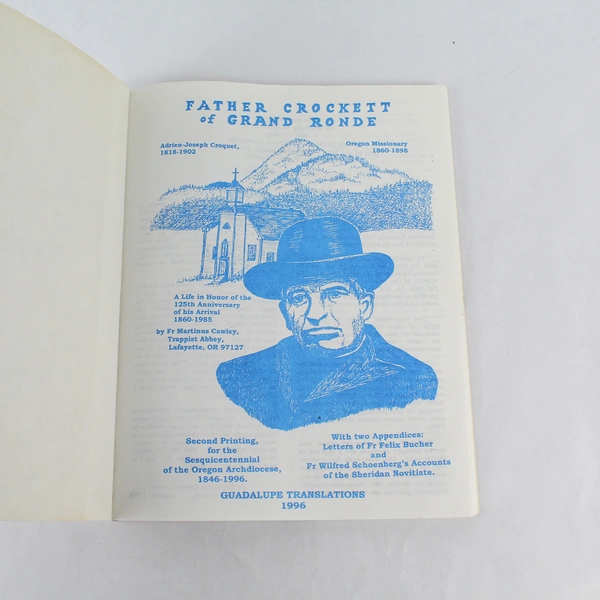 FATHER CROCKETT
of GRAND RONDE
Adrien-Joseph Croquet,
1818-1902
Oregon Missionary
1860-1898
A Life in Honor of the
125th Anniversary
of his Arrival
1860-1985
by Fr Martinus Cawley,
Trappist Abbey,
Lafayette, OR 97127
Second Printing,
for the
Sesquicentennial
of the Oregon Archdiocese,
1846-1996.
With two Appendices:
Letters of Fr Felix Bucher
and
Fr Wilfred Schoenberg's Accounts
of the Sheridan Novitiate.
GUADALUPE TRANSLATIONS
1996